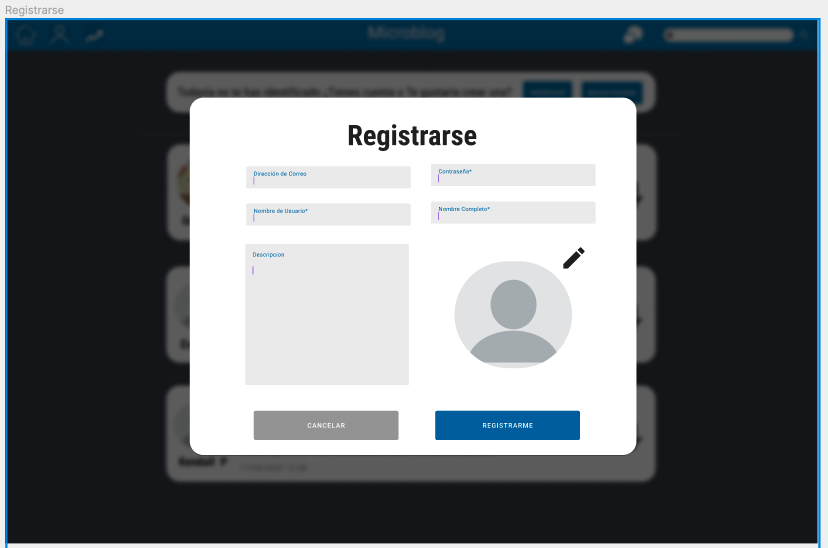 Registrarse
Microblog
Todavía no te has identificado ¿Tienes cuenta o Te gustaría crear una?
Registrarse
Dirección de Correo
Contraseña*
Nombre de Usuario*
Nombre Completo*
Descripcion
CANCELAR
REGISTRARME
Kendall P